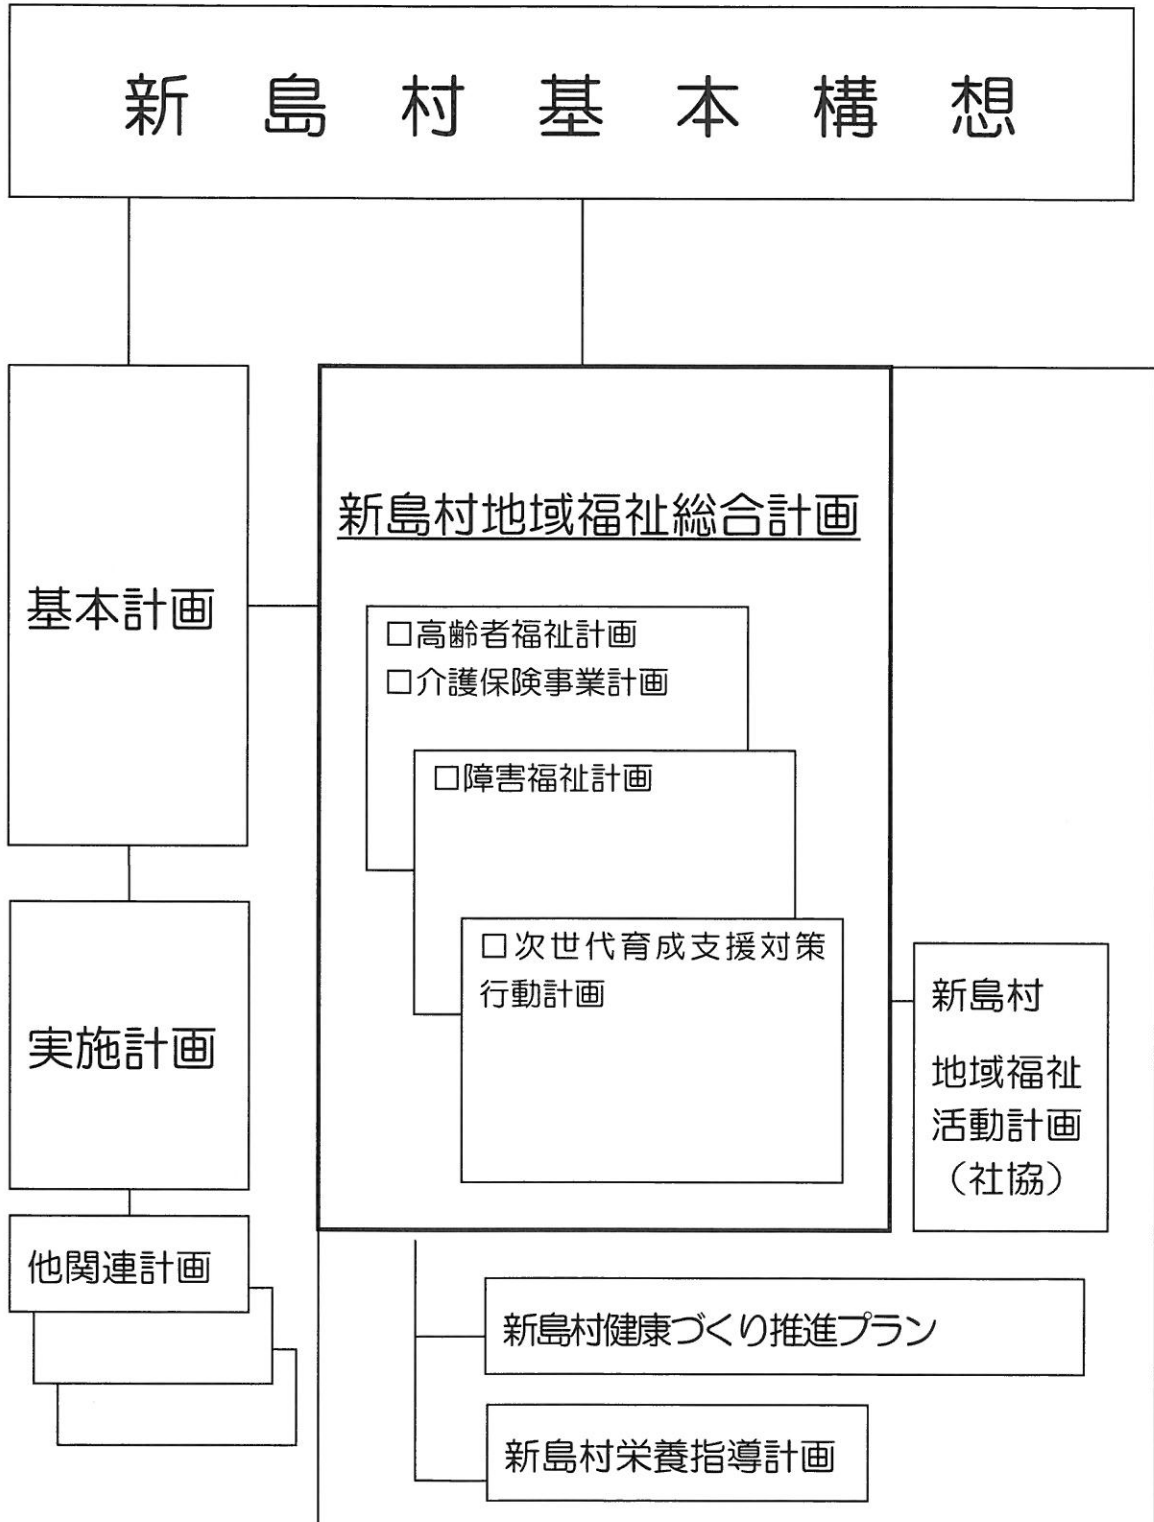 新島村基本構想
基本計画
実施計画
他関連計画
新島村地域福祉総合計画
□高齢者福祉計画
□介護保険事業計画
□障害福祉計画
□次世代育成支援対策
行動計画
新島村
地域福祉
活動計画
（社協）
新島村健康づくり推進プラン
新島村栄養指導計画